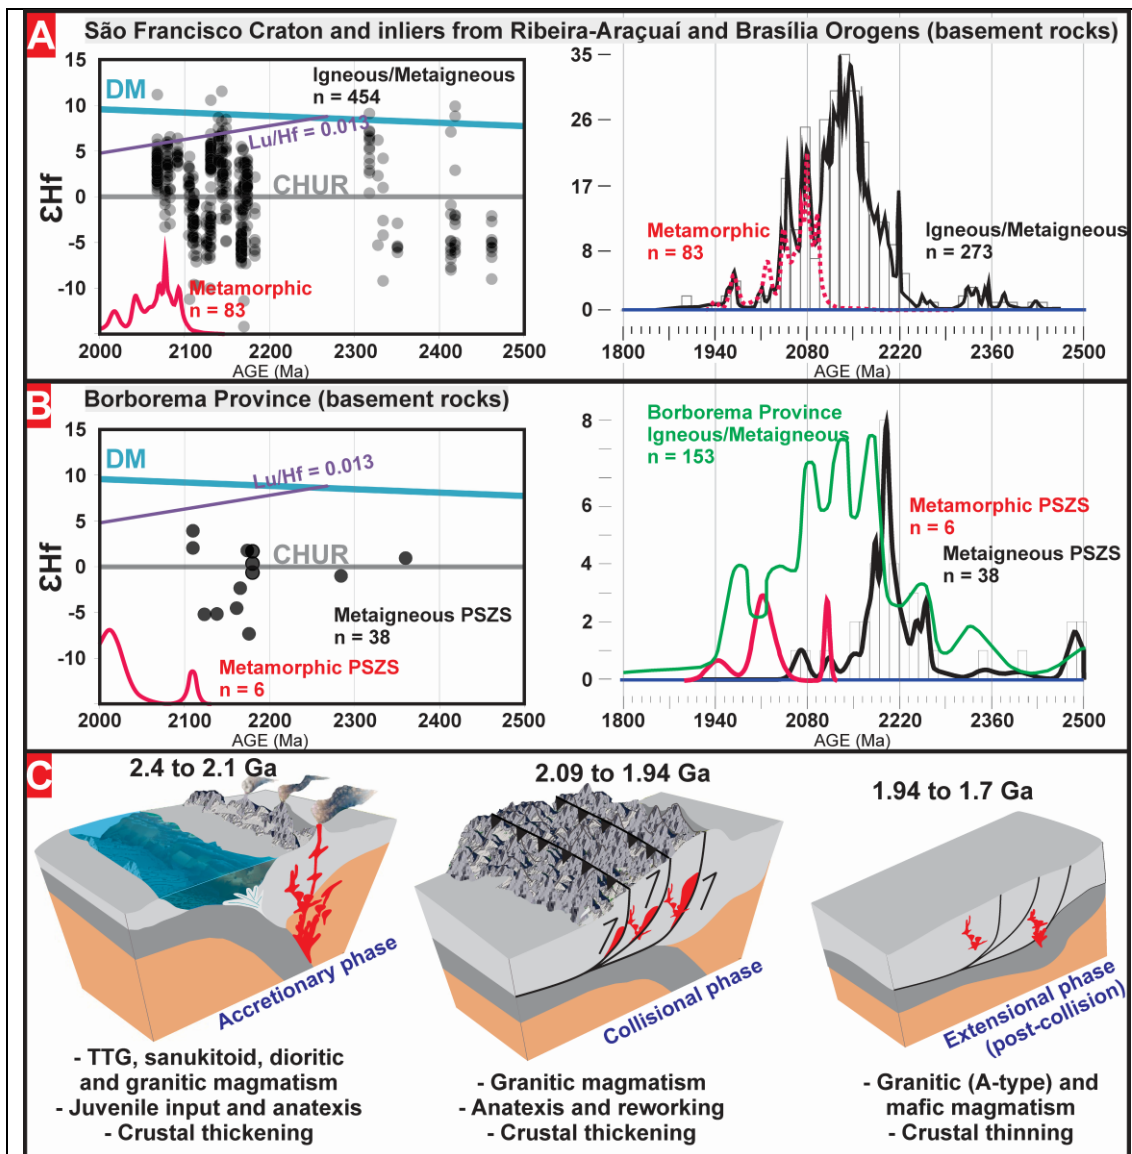 A
São Francisco Craton and inliers from Ribeira-Araçuaí and Brasília Orogens (basement rocks)
15
10
5
0
-5
-10
ƐHf
DM
Igneous/Metaigneous
n = 454
Lu/Hf = 0.013
CHUR
Metamorphic
n = 83
2000
2100
2200
2300
2400
2500
AGE (Ma)
35
26
17
8
0
Metamorphic
n = 83
Igneous/Metaigneous
n = 273
1800
1940
2080
2220
2360
2500
AGE (Ma)
B
Borborema Province (basement rocks)
15
10
5
0
-5
-10
ƐHf
DM
Lu/Hf = 0.013
CHUR
Metaigneous PSZS
n = 38
Metamorphic PSZS
n = 6
2000
2100
2200
2300
2400
2500
AGE (Ma)
8
6
4
2
0
Borborema Province
Igneous/Metaigneous
n = 153
Metamorphic PSZS
n = 6
Metaigneous PSZS
n = 38
1800
1940
2080
2220
2360
2500
AGE (Ma)
C
2.4 to 2.1 Ga
Accretionary phase
- TTG, sanukitoid, dioritic
and granitic magmatism
- Juvenile input and anatexis
- Crustal thickening
2.09 to 1.94 Ga
Collisional phase
- Granitic magmatism
- Anatexis and reworking
- Crustal thickening
1.94 to 1.7 Ga
Extensional phase
(post-collision)
- Granitic (A-type) and
mafic magmatism
- Crustal thinning